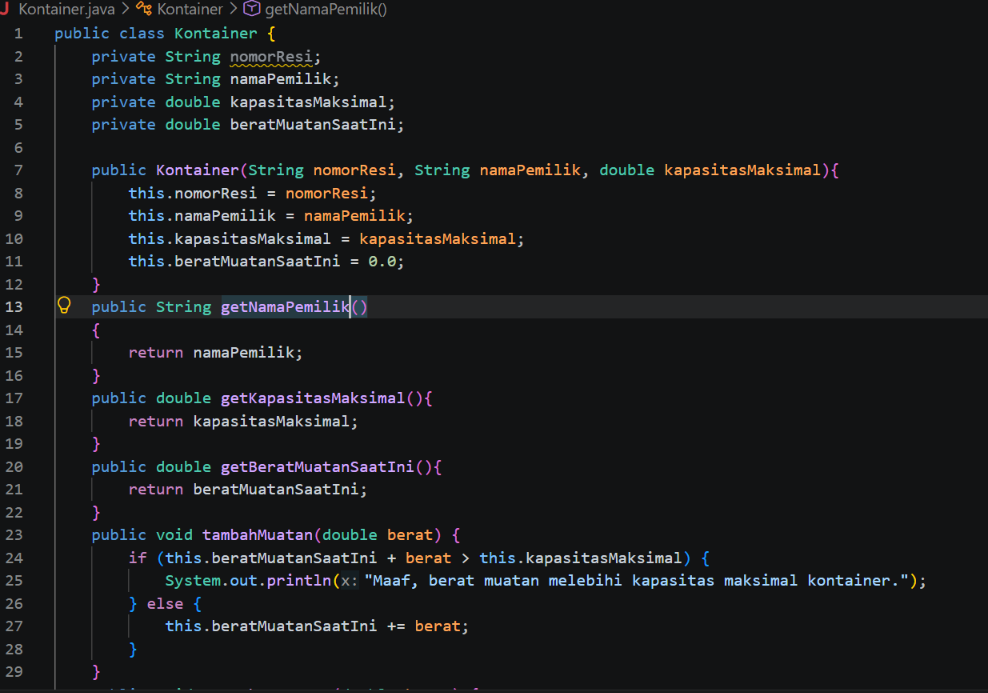 Kontainer.java > Kontainer > getNamaPemilik()
1 public class Kontainer {
2 private String nomorResi;
3 private String namaPemilik;
4 private double kapasitasMaksimal;
5 private double beratMuatanSaatIni;
6
7 public Kontainer(String nomorResi, String namaPemilik, double kapasitasMaksimal){
8 this.nomorResi = nomorResi;
9 this.namaPemilik = namaPemilik;
10 this.kapasitasMaksimal = kapasitasMaksimal;
11 this.beratMuatanSaatIni = 0.0;
12 }
13 public String getNamaPemilik()
14 {
15 return namaPemilik;
16 }
17 public double getKapasitasMaksimal(){
18 return kapasitasMaksimal;
19 }
20 public double getBeratMuatanSaatIni(){
21 return beratMuatanSaatIni;
22 }
23 public void tambahMuatan(double berat) {
24 if (this.beratMuatanSaatIni + berat > this.kapasitasMaksimal) {
25 System.out.println(x: "Maaf, berat muatan melebihi kapasitas maksimal kontainer.");
26 } else {
27 this.beratMuatanSaatIni += berat;
28 }
29 }